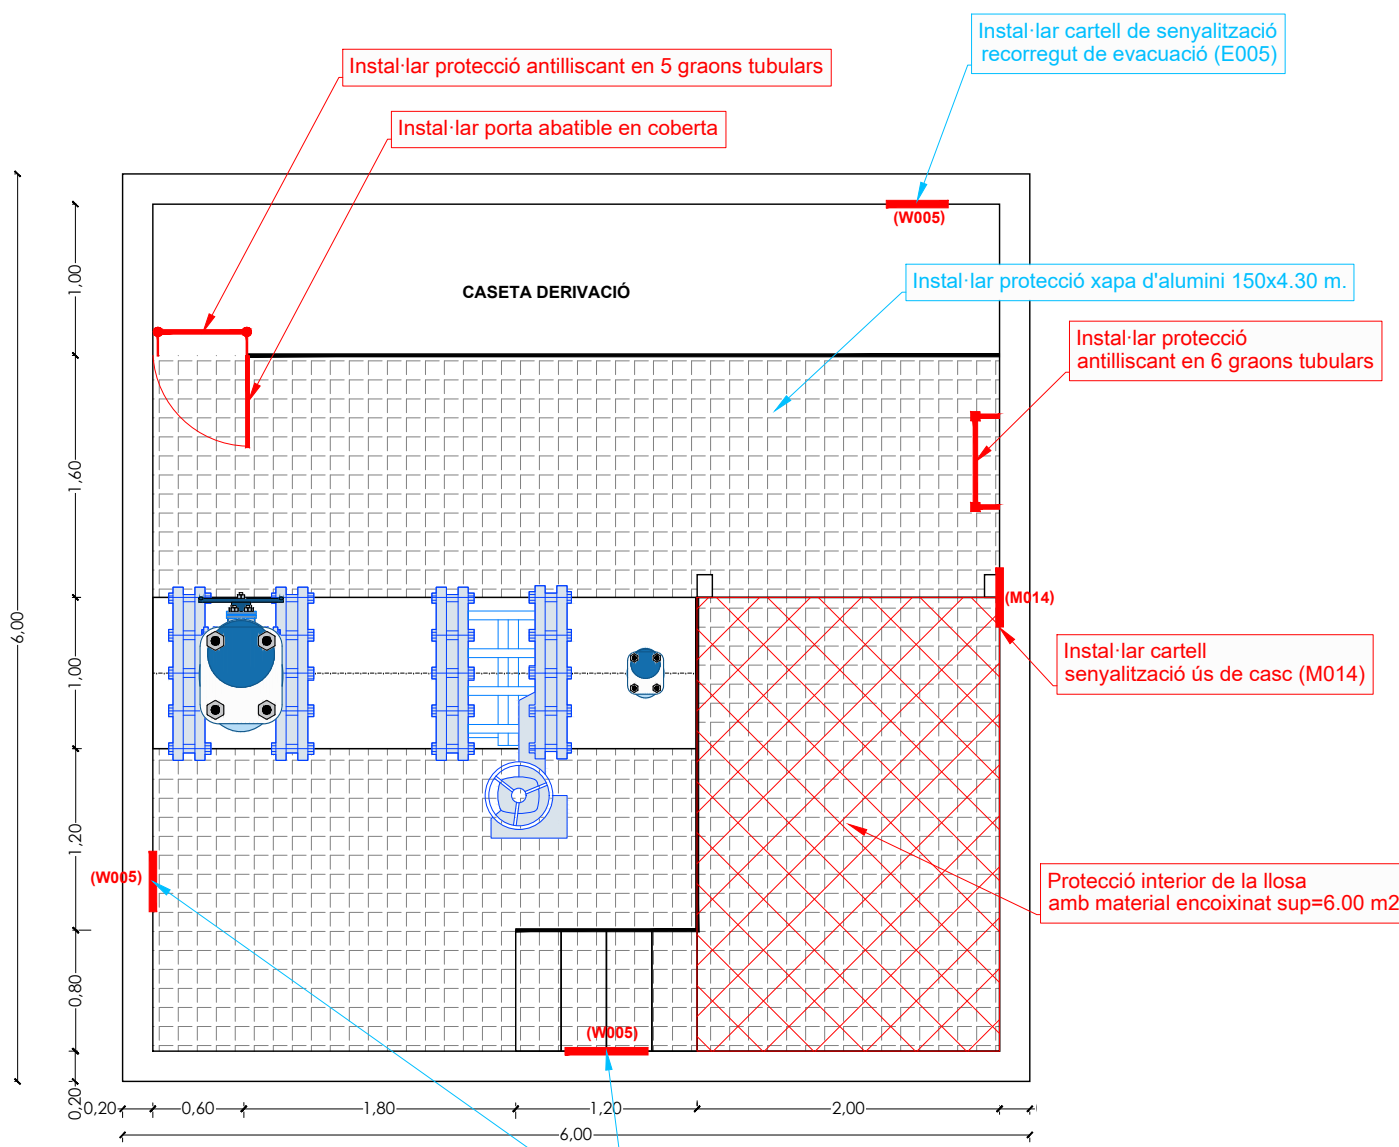 Instal·lar cartell de senyalització
recorregut de evacuació (E005)
Instal·lar protecció antilliscant en 5 graons tubulars
Instal·lar porta abatible en coberta
(W005)
CASETA DERIVACIÓ
Instal·lar protecció xapa d'alumini 150x4.30 m.
Instal·lar protecció
antilliscant en 6 graons tubulars
(M014)
Instal·lar cartell
senyalització ús de casc (M014)
Protecció interior de la llosa
amb material encoixinat sup=6.00 m2
(W005)
(W005)
6,00
1,00
1,60
1,00
1,20
0,80
0,20
0,20
0,60
1,80
1,20
2,00
6,00